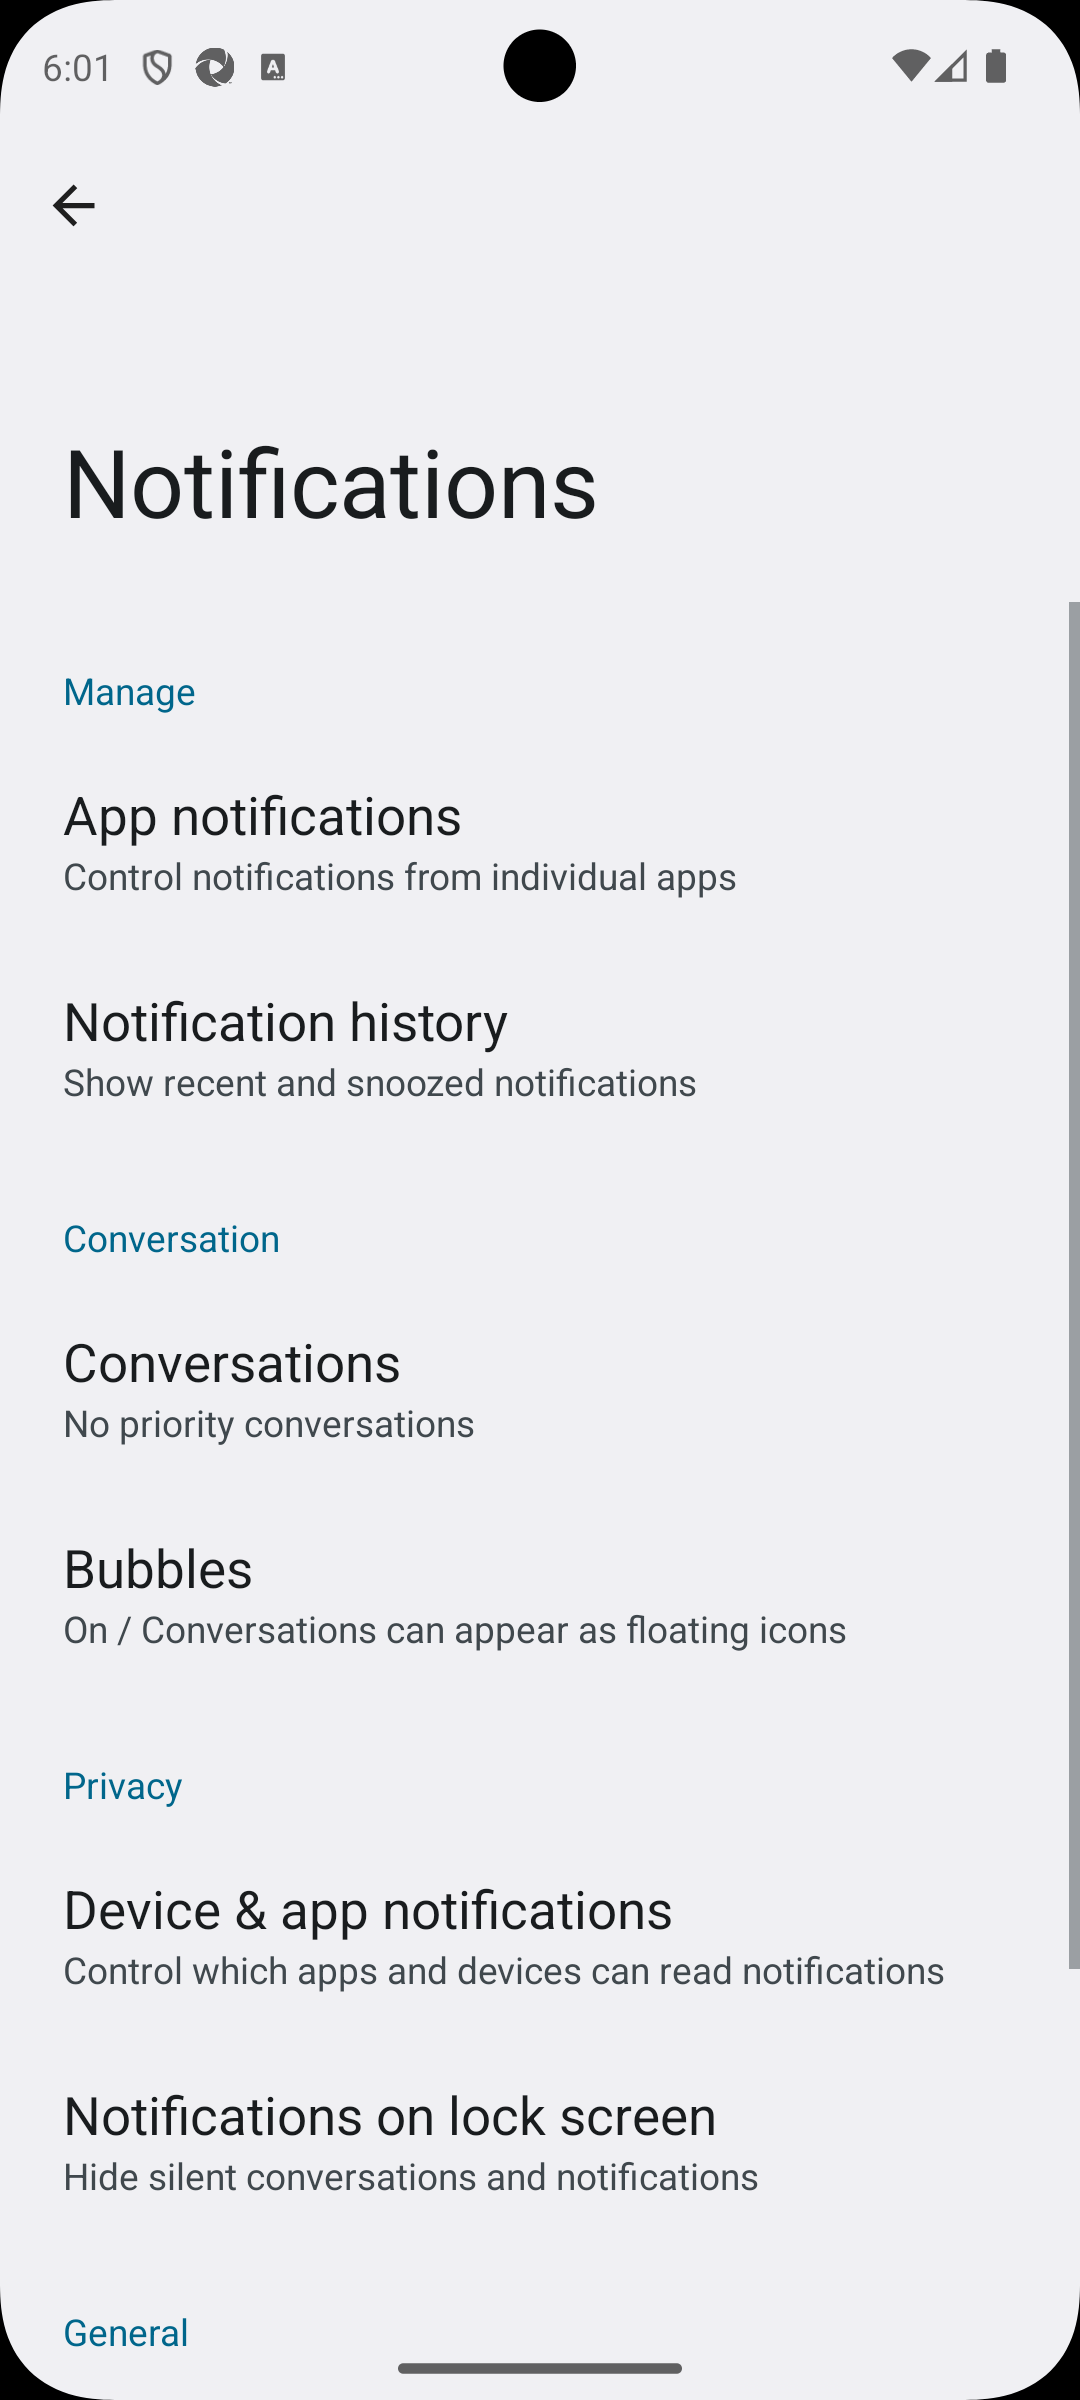 6:01
Notifications
Manage
App notifications
Control notifications from individual apps
Notification history
Show recent and snoozed notifications
Conversation
Conversations
No priority conversations
Bubbles
On / Conversations can appear as floating icons
Privacy
Device & app notifications
Control which apps and devices can read notifications
Notifications on lock screen
Hide silent conversations and notifications
General